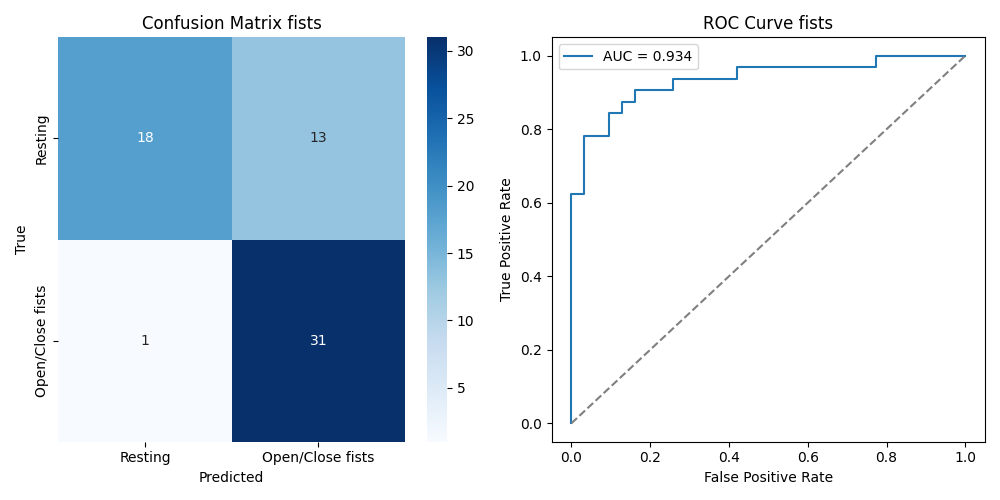 Confusion Matrix fists
True
Resting
Open/Close fists
18
13
1
31
Resting
Open/Close fists
Predicted
30
25
20
15
10
5
ROC Curve fists
AUC = 0.934
True Positive Rate
1.0
0.8
0.6
0.4
0.2
0.0
0.0
0.2
0.4
0.6
0.8
1.0
False Positive Rate